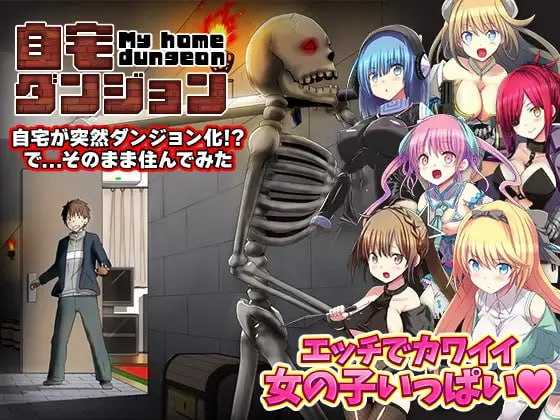 自宅
My home
dungeon
ダンジョン
自宅が突然ダンジョン化!?
で...そのまま住んでみた
エッチでカワイイ
女の子いっぱい♥